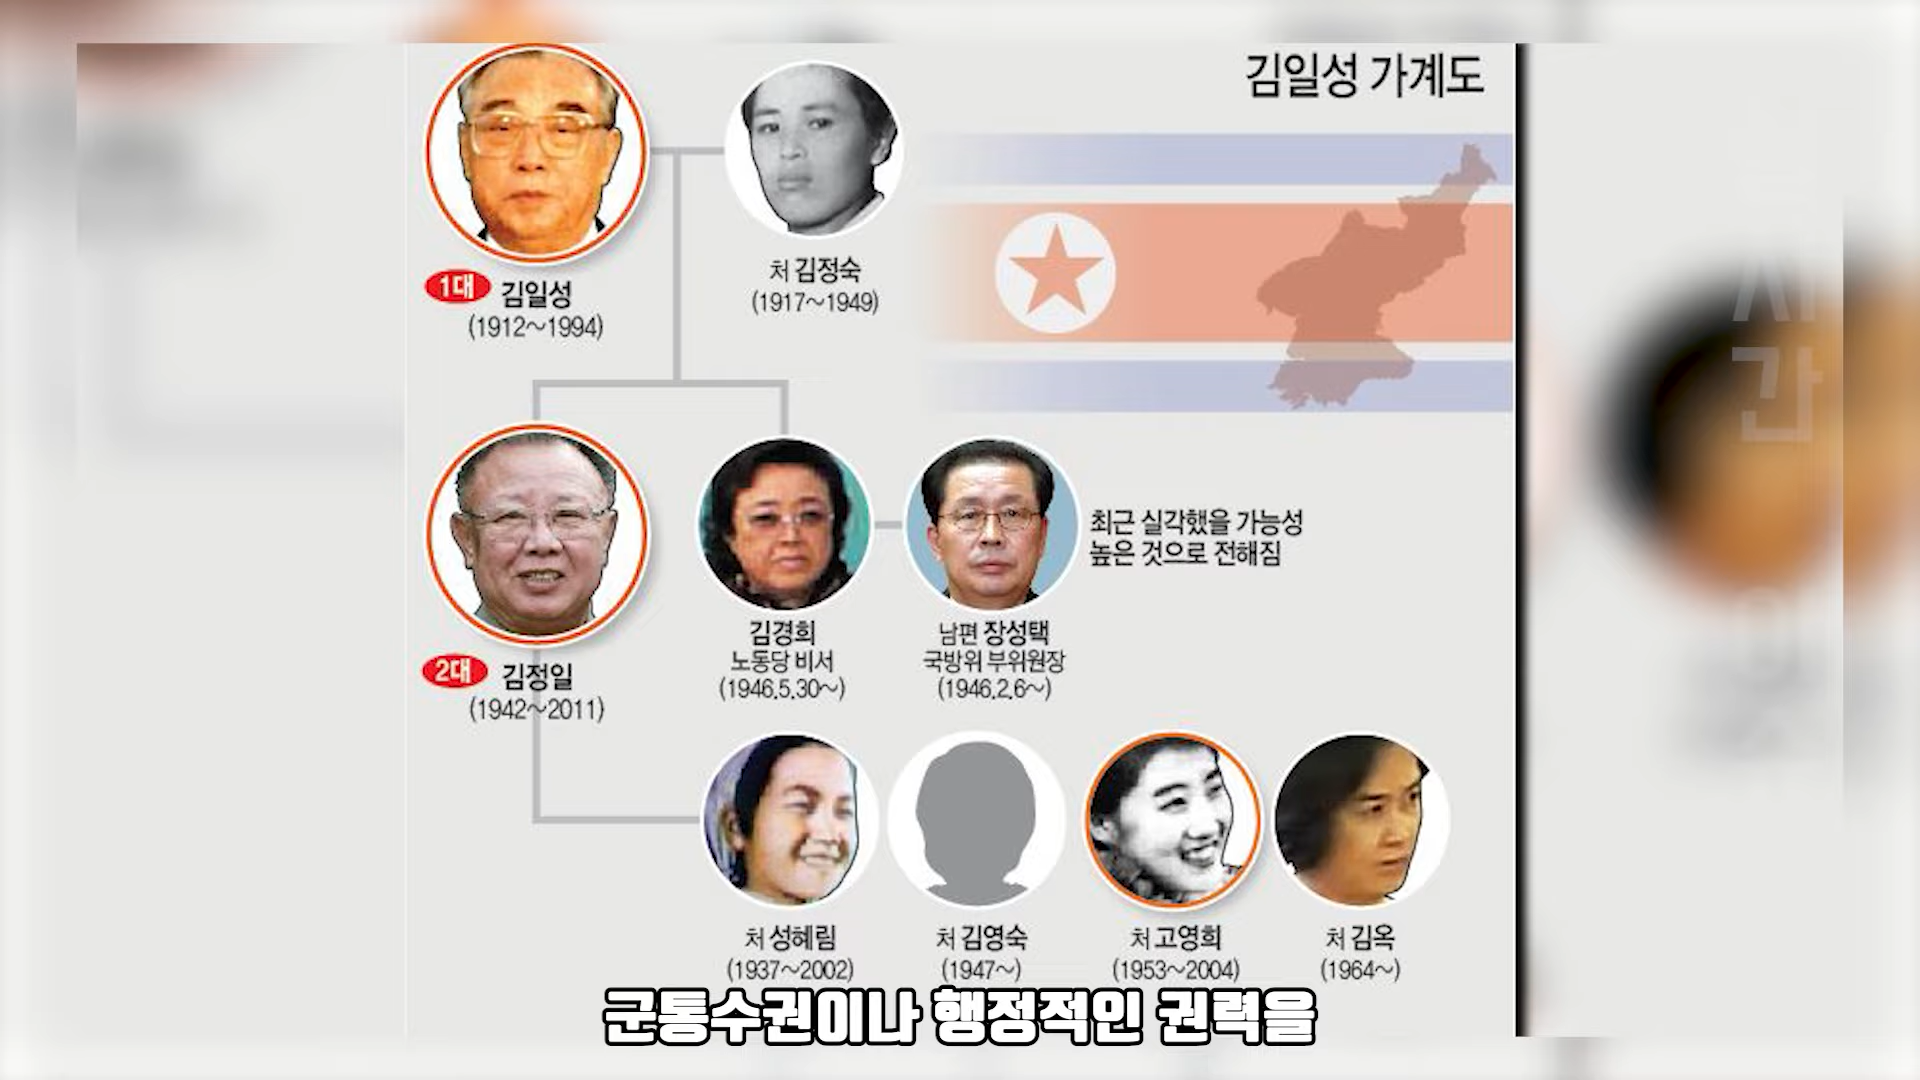 김일성 가계도
1대
김일성
(1912~1994)
처 김정숙
(1917~1949)
2대
김정일
(1942~2011)
김경희
노동당 비서
(1946.5.30~)
남편 장성택
국방위 부위원장
(1946.2.6~)
최근 실각했을 가능성
높은 것으로 전해짐
처 성혜림
(1937~2002)
처 김영숙
(1947~)
처 고영희
(1953~2004)
처 김옥
(1964~)
군통수권이나 행정적인 권력을